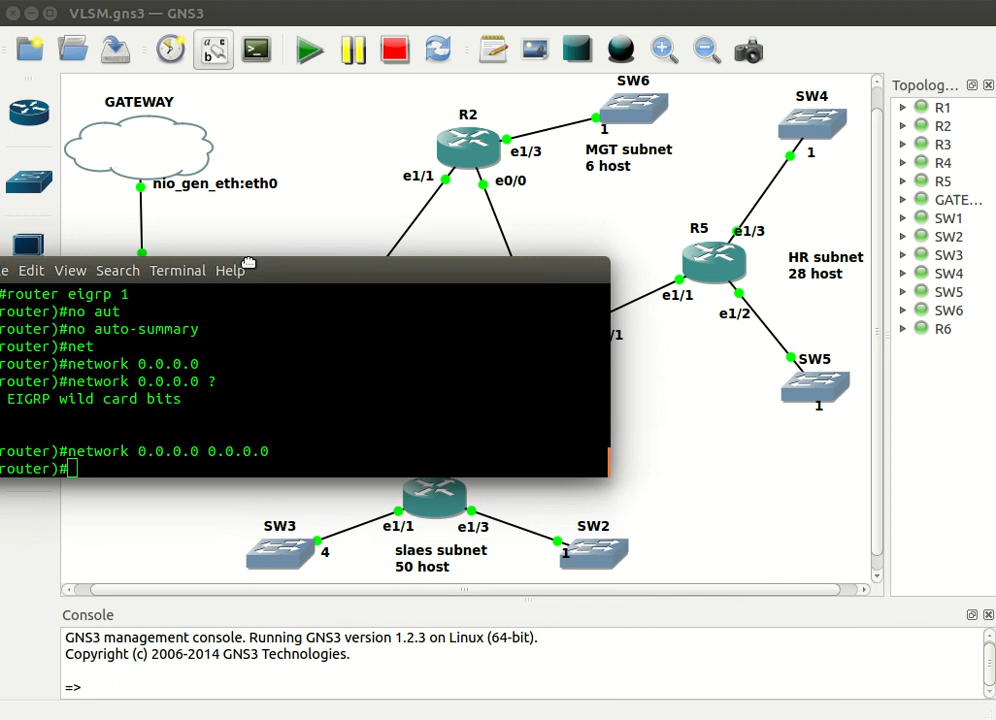 VLSM.gns3 — GNS3
GATEWAY
nio_gen_eth:eth0
R2
e1/3
e1/1
e0/0
SW6
1
MGT subnet
6 host
SW4
1
R5
e1/3
e1/1
e1/2
HR subnet
28 host
SW5
1
/1
e Edit View Search Terminal Help
#router eigrp 1
router)#no aut
router)#no auto-summary
router)#net
router)#network 0.0.0.0
router)#network 0.0.0.0 ?
EIGRP wild card bits
router)#network 0.0.0.0 0.0.0.0
router)#
SW3
4
e1/1
e1/3
SW2
1
slaes subnet
50 host
Topolog...
R1
R2
R3
R4
R5
GATE...
SW1
SW2
SW3
SW4
SW5
SW6
R6
Console
GNS3 management console. Running GNS3 version 1.2.3 on Linux (64-bit).
Copyright (c) 2006-2014 GNS3 Technologies.
=>